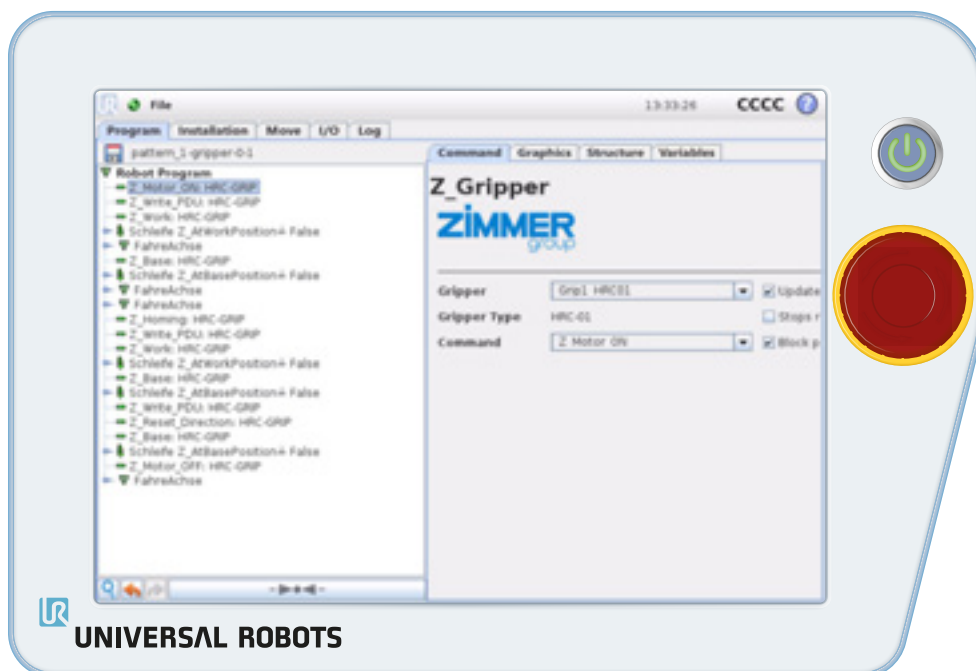 File 13:33:26 CCCC ?
Program Installation Move I/O Log
pattern_1-gripper-0-1
Command Graphics Structure Variables
Robot Program
Z_Motor_ON: HRC-GRIP
Z_Write_PDU: HRC-GRIP
Z_Work: HRC-GRIP
Schleife Z_AtWorkPosition≟ False
FahreAchse
Z_Base: HRC-GRIP
Schleife Z_AtBasePosition≟ False
FahreAchse
FahreAchse
Z_Homing: HRC-GRIP
Z_Write_PDU: HRC-GRIP
Z_Work: HRC-GRIP
Schleife Z_AtWorkPosition≟ False
Z_Base: HRC-GRIP
Schleife Z_AtBasePosition≟ False
Z_Write_PDU: HRC-GRIP
Z_Reset_Direction: HRC-GRIP
Z_Base: HRC-GRIP
Schleife Z_AtBasePosition≟ False
Z_Motor_OFF: HRC-GRIP
FahreAchse
Z_Gripper
ZIMMER
group
Gripper Grip1 HRC01 Update
Gripper Type HRC-01 Stops r
Command Z Motor ON Block p
UR
UNIVERSAL ROBOTS